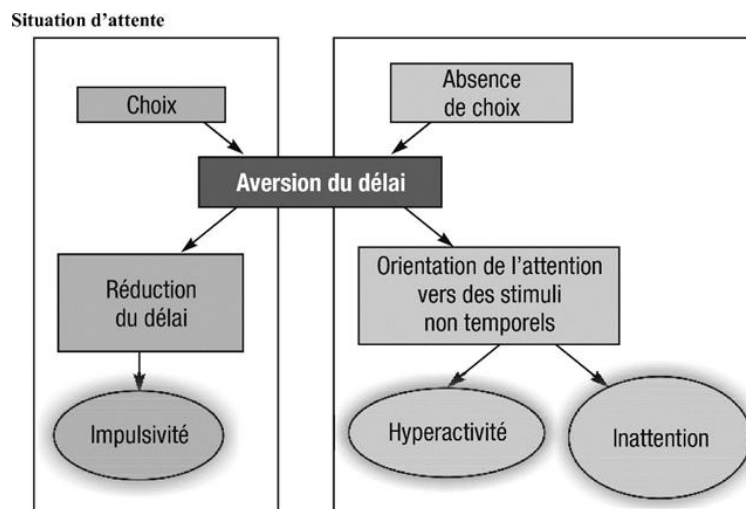 Situation d'attente
Choix
Absence
de choix
Aversion du délai
Réduction
du délai
Orientation de l'attention
vers des stimuli
non temporels
Impulsivité
Hyperactivité
Inattention